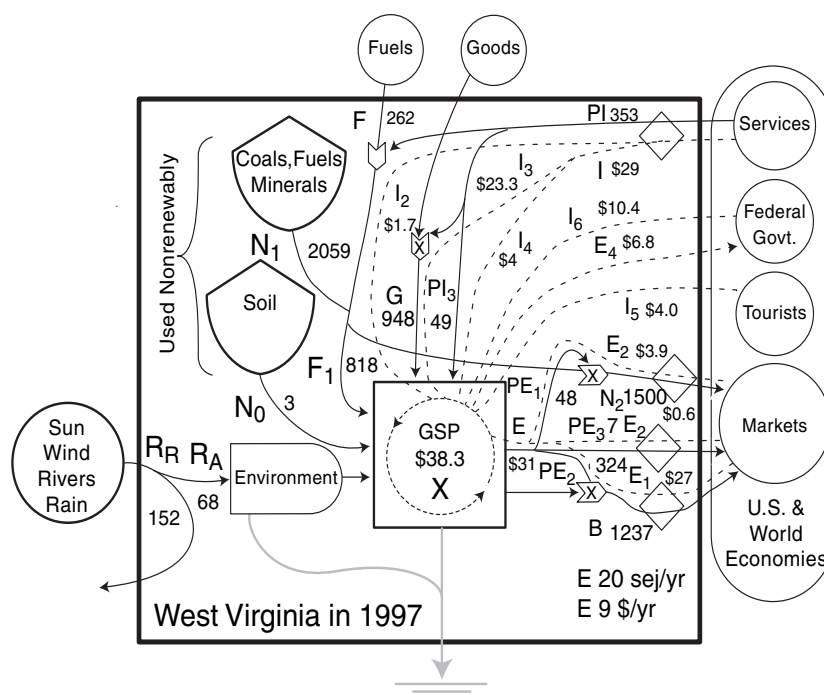 Fuels
Goods
Services
F
262
PI 353
Coals,Fuels
Minerals
Used Nonrenewably
I3
$23.3
I $29
I2
$1.7
I6
$10.4
Federal
Govt.
N1
2059
X
I4
$4
E4 $6.8
Soil
G
948
PI3
49
I5 $4.0
Tourists
F1
818
E2 $3.9
N0
3
PE1
48
X
N2 1500
$0.6
Sun
Wind
Rivers
Rain
RR
RA
GSP
$38.3
X
E
PE3 7
E2
Markets
Environment
$31
PE2
324
E1
$27
152
68
X
B 1237
U.S. &
World
Economies
E 20 sej/yr
E 9 $/yr
West Virginia in 1997